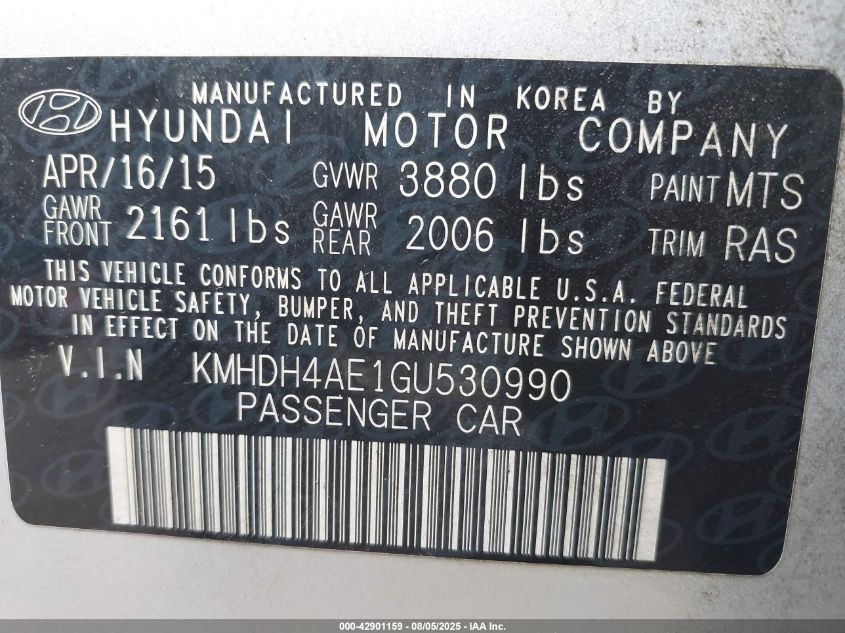 MANUFACTURED IN KOREA BY
HYUNDAI MOTOR COMPANY
APR/16/15 GVWR 3880 lbs PAINT MTS
GAWR FRONT 2161 lbs GAWR REAR 2006 lbs TRIM RAS
THIS VEHICLE CONFORMS TO ALL APPLICABLE U.S.A. FEDERAL
MOTOR VEHICLE SAFETY, BUMPER, AND THEFT PREVENTION STANDARDS
IN EFFECT ON THE DATE OF MANUFACTURE SHOWN ABOVE
V.I.N KMHDH4AE1GU530990
PASSENGER CAR
000-42901159 - 08/05/2025 - IAA Inc.